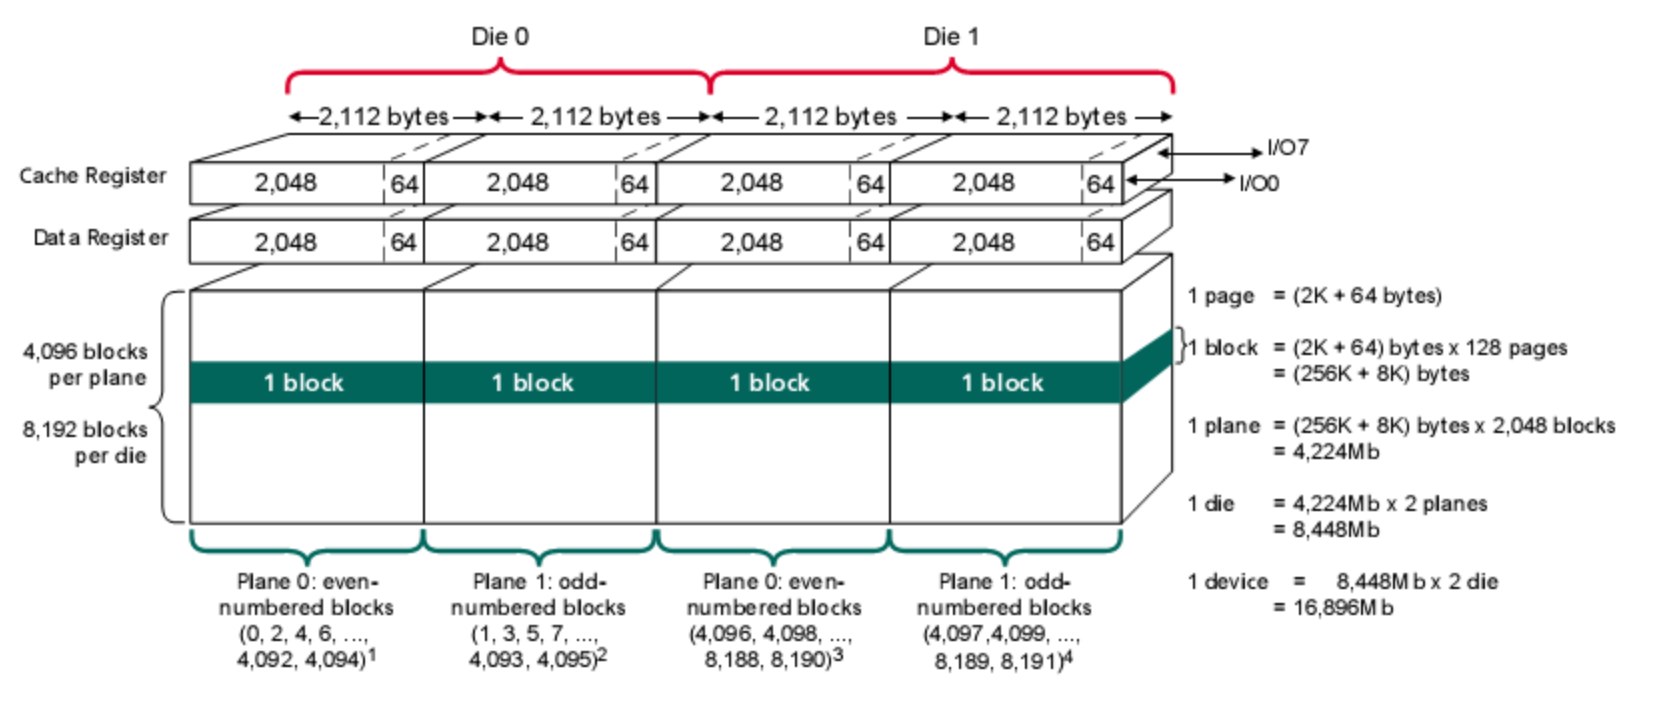 Die 0
Die 1
2,112 bytes
2,112 bytes
2,112 bytes
2,112 bytes
Cache Register
2,048
64
2,048
64
2,048
64
2,048
64
I/O7
I/O0
Data Register
2,048
64
2,048
64
2,048
64
2,048
64
4,096 blocks
per plane
8,192 blocks
per die
1 block
1 block
1 block
1 block
1 page = (2K + 64 bytes)
1 block = (2K + 64) bytes x 128 pages
= (256K + 8K) bytes
1 plane = (256K + 8K) bytes x 2,048 blocks
= 4,224Mb
1 die = 4,224Mb x 2 planes
= 8,448Mb
1 device = 8,448Mb x 2 die
= 16,896Mb
Plane 0: even-
numbered blocks
(0, 2, 4, 6, ...,
4,092, 4,094)1
Plane 1: odd-
numbered blocks
(1, 3, 5, 7, ...,
4,093, 4,095)2
Plane 0: even-
numbered blocks
(4,096, 4,098, ...,
8,188, 8,190)3
Plane 1: odd-
numbered blocks
(4,097,4,099, ...,
8,189, 8,191)4